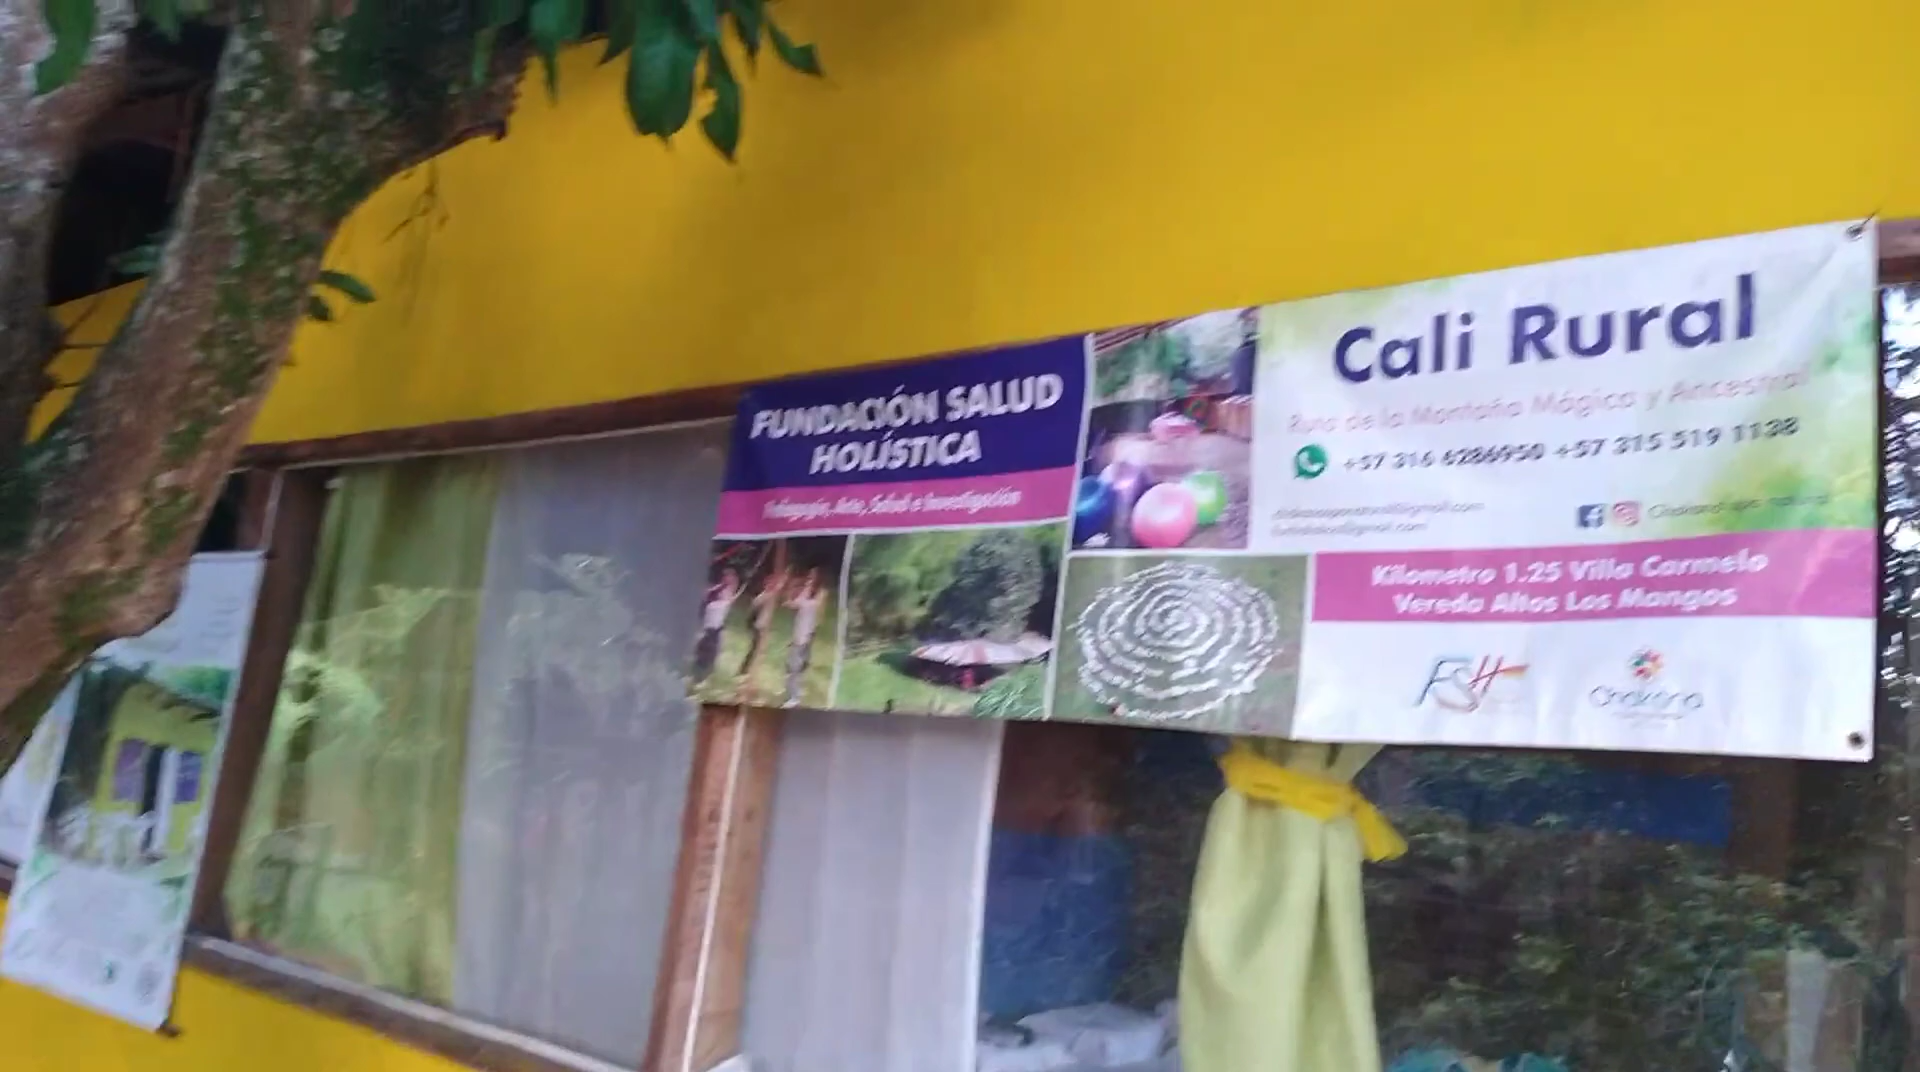 FUNDACIÓN SALUD
HOLÍSTICA
Pedagogía, Arte, Salud e Investigación
Cali Rural
Ruta de la Montaña Mágica y Ancestral
+57 316 6286950 +57 315 519 1138
Kilometro 1.25 Villa Carmelo
Vereda Altos Los Mangos
FSH
Chakana